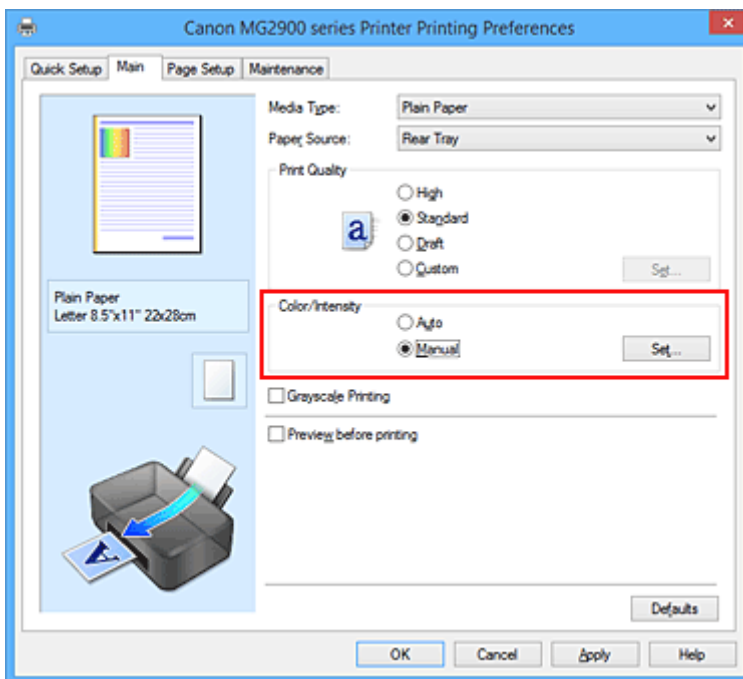 Canon MG2900 series Printer Printing Preferences
Quick Setup Main Page Setup Maintenance
Media Type: Plain Paper
Paper Source: Rear Tray
Print Quality
High
Standard
Draft
Custom Set...
a
Plain Paper
Letter 8.5"x11" 22x28cm
Color/Intensity
Auto
Manual Set...
Grayscale Printing
Preview before printing
A
Defaults
OK Cancel Apply Help